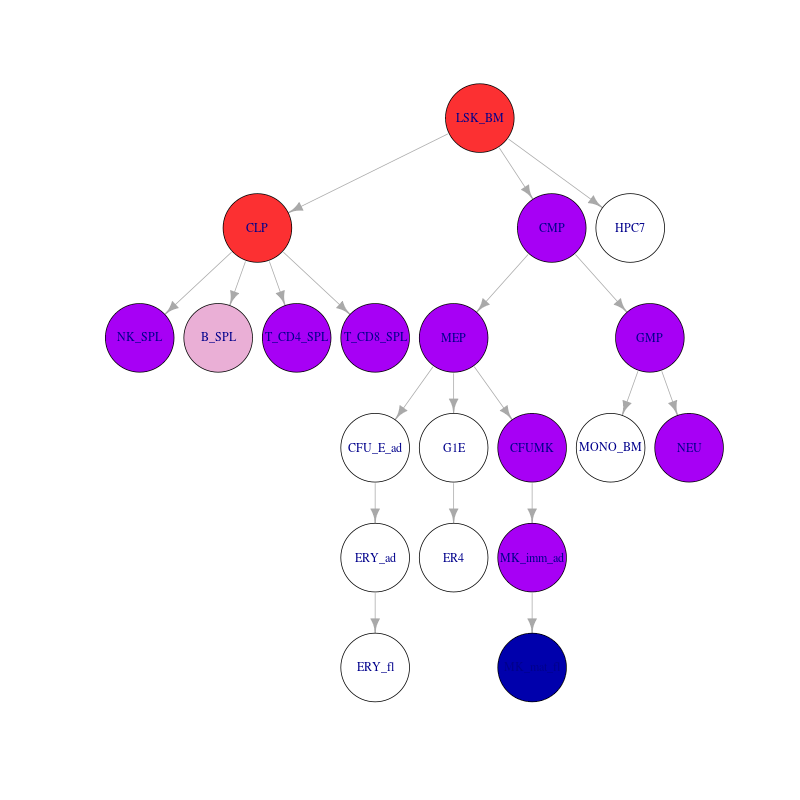 LSK_BM
CLP
CMP
HPC7
NK_SPL
B_SPL
T_CD4_SPL
T_CD8_SPL
MEP
GMP
CFU_E_ad
G1E
CFUMK
MONO_BM
NEU
ERY_ad
ER4
MK_imm_ad
ERY_fl